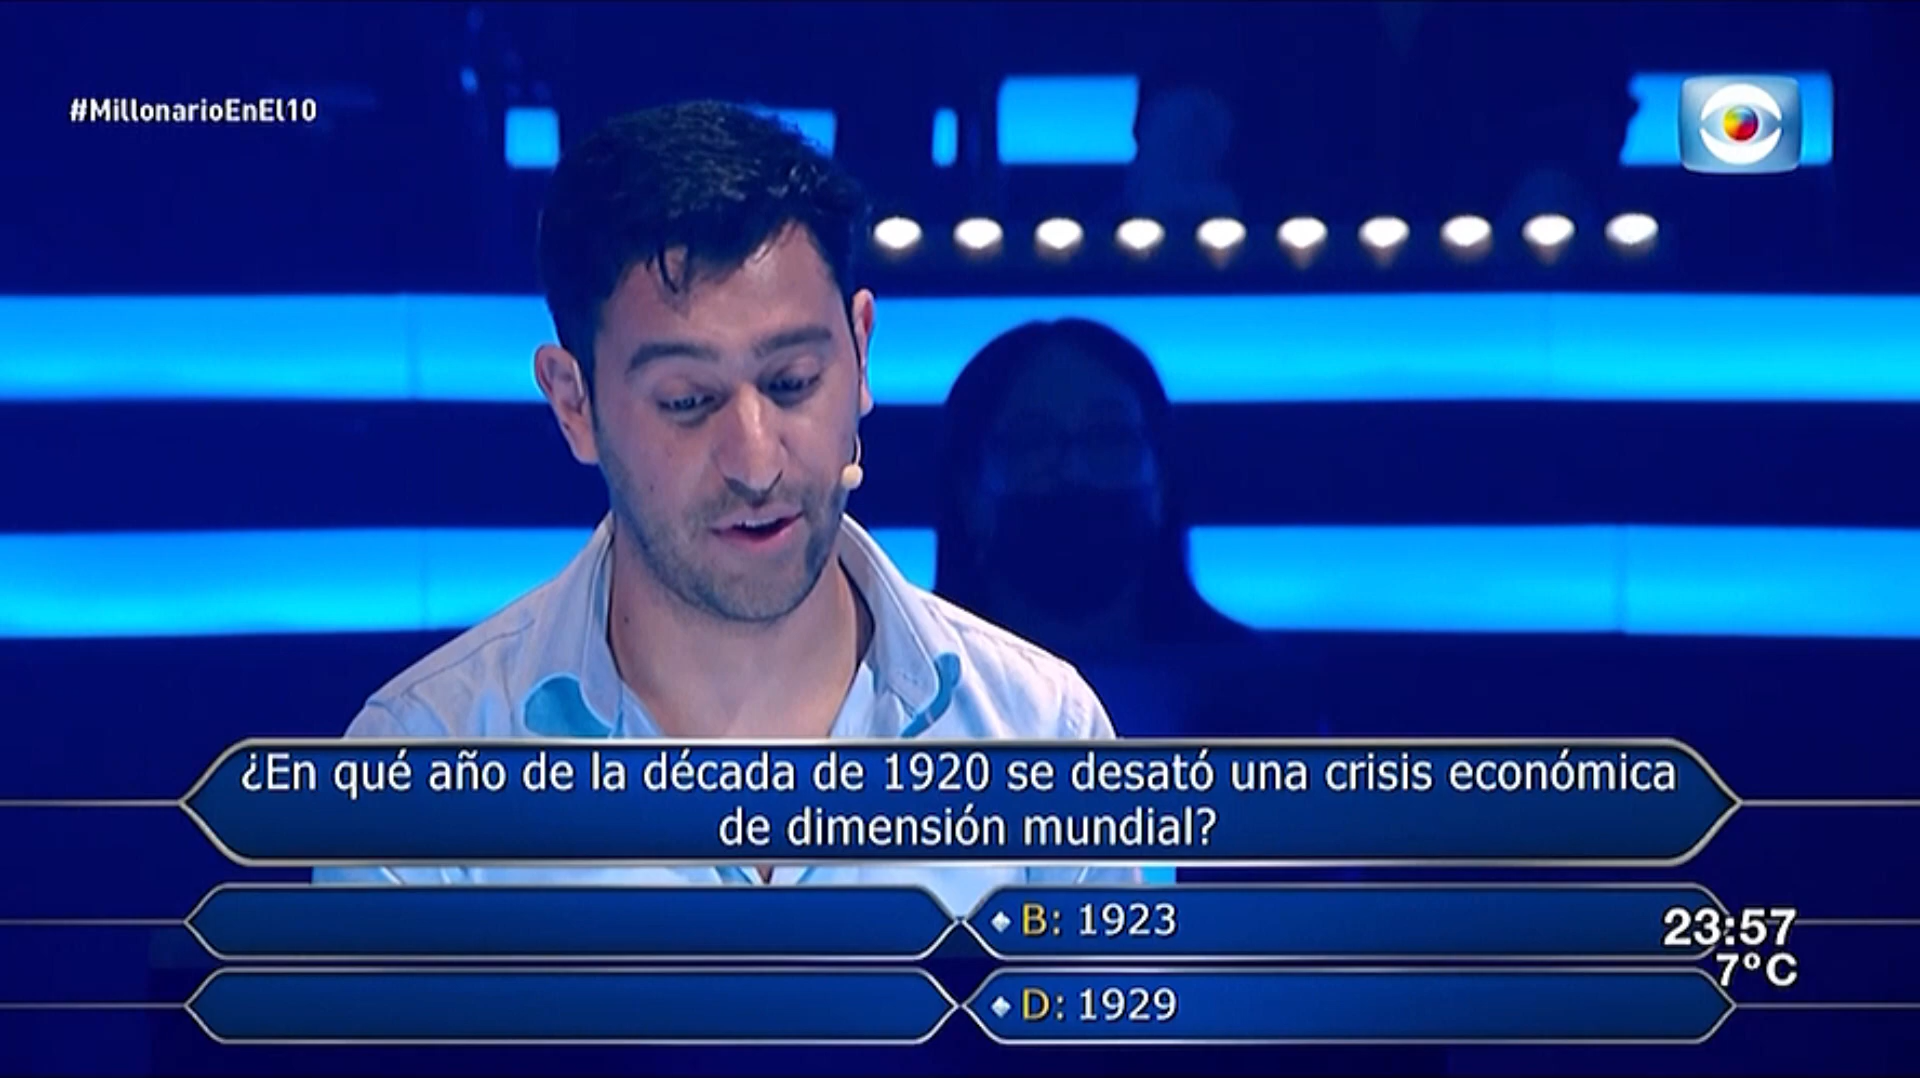 #MillonarioEnEl10
¿En qué año de la década de 1920 se desató una crisis económica
de dimensión mundial?
B: 1923
D: 1929
23:57
7°C